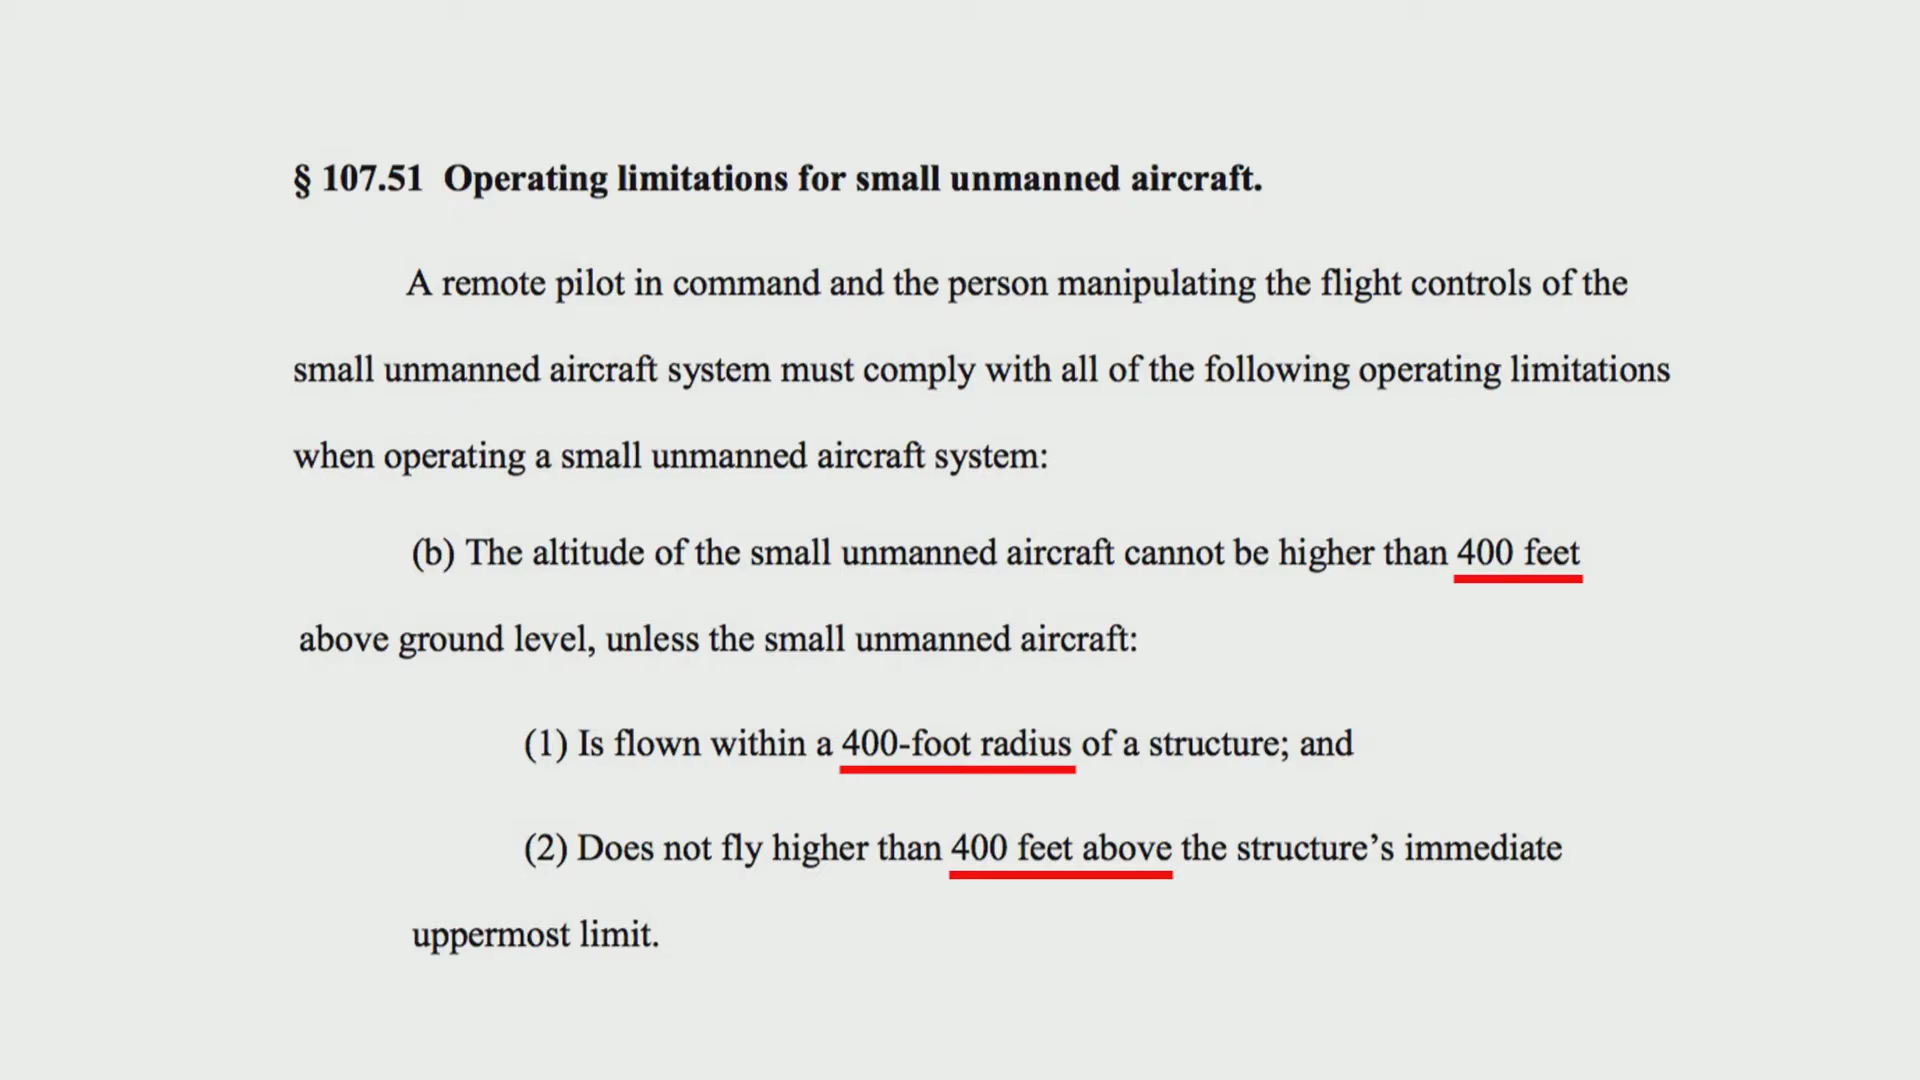 § 107.51 Operating limitations for small unmanned aircraft.
A remote pilot in command and the person manipulating the flight controls of the
small unmanned aircraft system must comply with all of the following operating limitations
when operating a small unmanned aircraft system:
(b) The altitude of the small unmanned aircraft cannot be higher than 400 feet
above ground level, unless the small unmanned aircraft:
(1) Is flown within a 400-foot radius of a structure; and
(2) Does not fly higher than 400 feet above the structure’s immediate
uppermost limit.